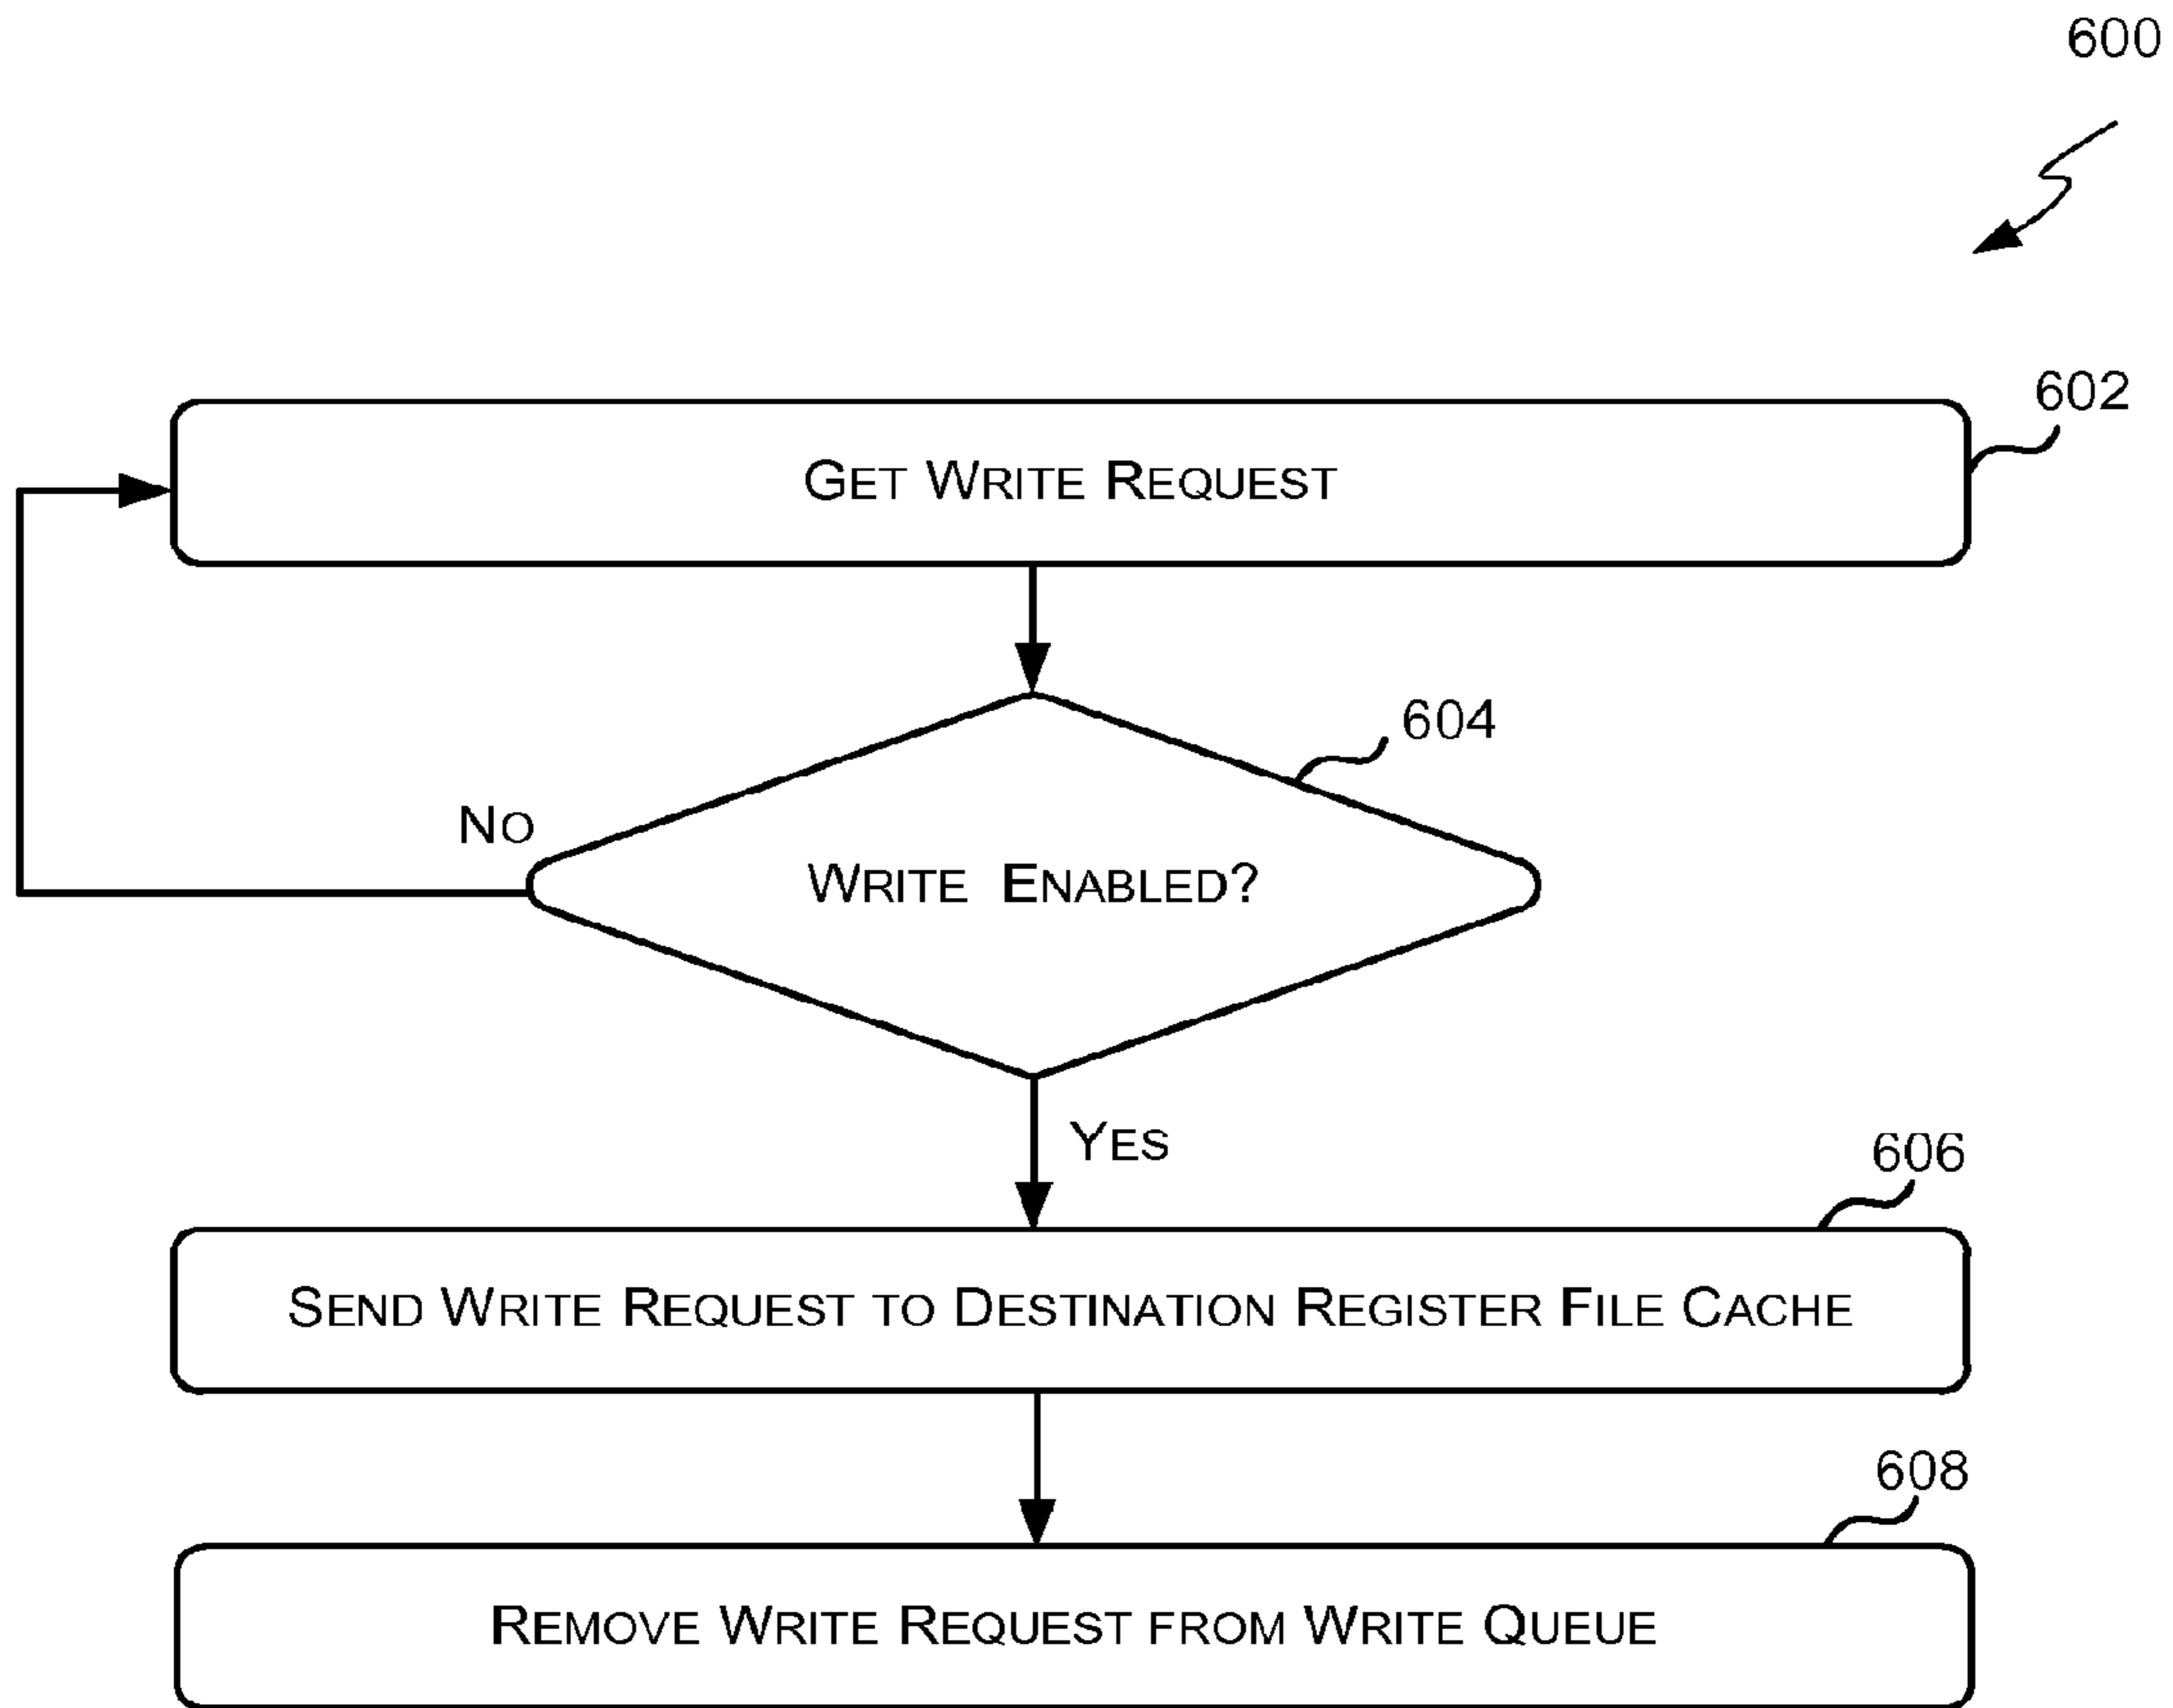 600
602
GET WRITE REQUEST
604
NO
WRITE ENABLED?
YES
606
SEND WRITE REQUEST TO DESTINATION REGISTER FILE CACHE
608
REMOVE WRITE REQUEST FROM WRITE QUEUE